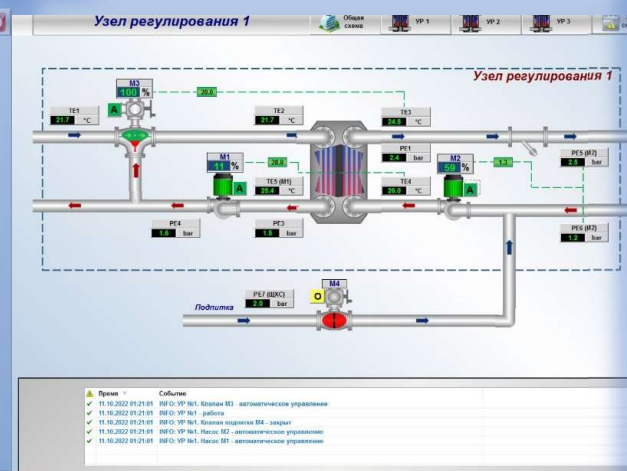 Узел регулирования 1
Общая
схема
УР 1
УР 2
УР 3
Узел регулирования 1
M3
100 %
A
20.0
TE1
21.7 °C
TE2
21.7 °C
TE3
24.5 °C
PE1
2.4 bar
M1
11 %
A
20.0
M2
59 %
A
1.3
PE5 (M2)
2.5 bar
TE5 (M1)
25.4 °C
TE4
26.0 °C
PE4
1.6 bar
PE3
1.5 bar
PE6 (M2)
1.2 bar
M4
O
PE7 (ЩХС)
2.0 bar
Подпитка
Время Событие
11.10.2022 01:21:01 INFO: УР №1. Клапан М3 - автоматическое управление
11.10.2022 01:21:01 INFO: УР №1 - работа
11.10.2022 01:21:01 INFO: УР №1. Клапан подпитки М4 - закрыт
11.10.2022 01:21:01 INFO: УР №1. Насос М2 - автоматическое управление
11.10.2022 01:21:01 INFO: УР №1. Насос М1 - автоматическое управление